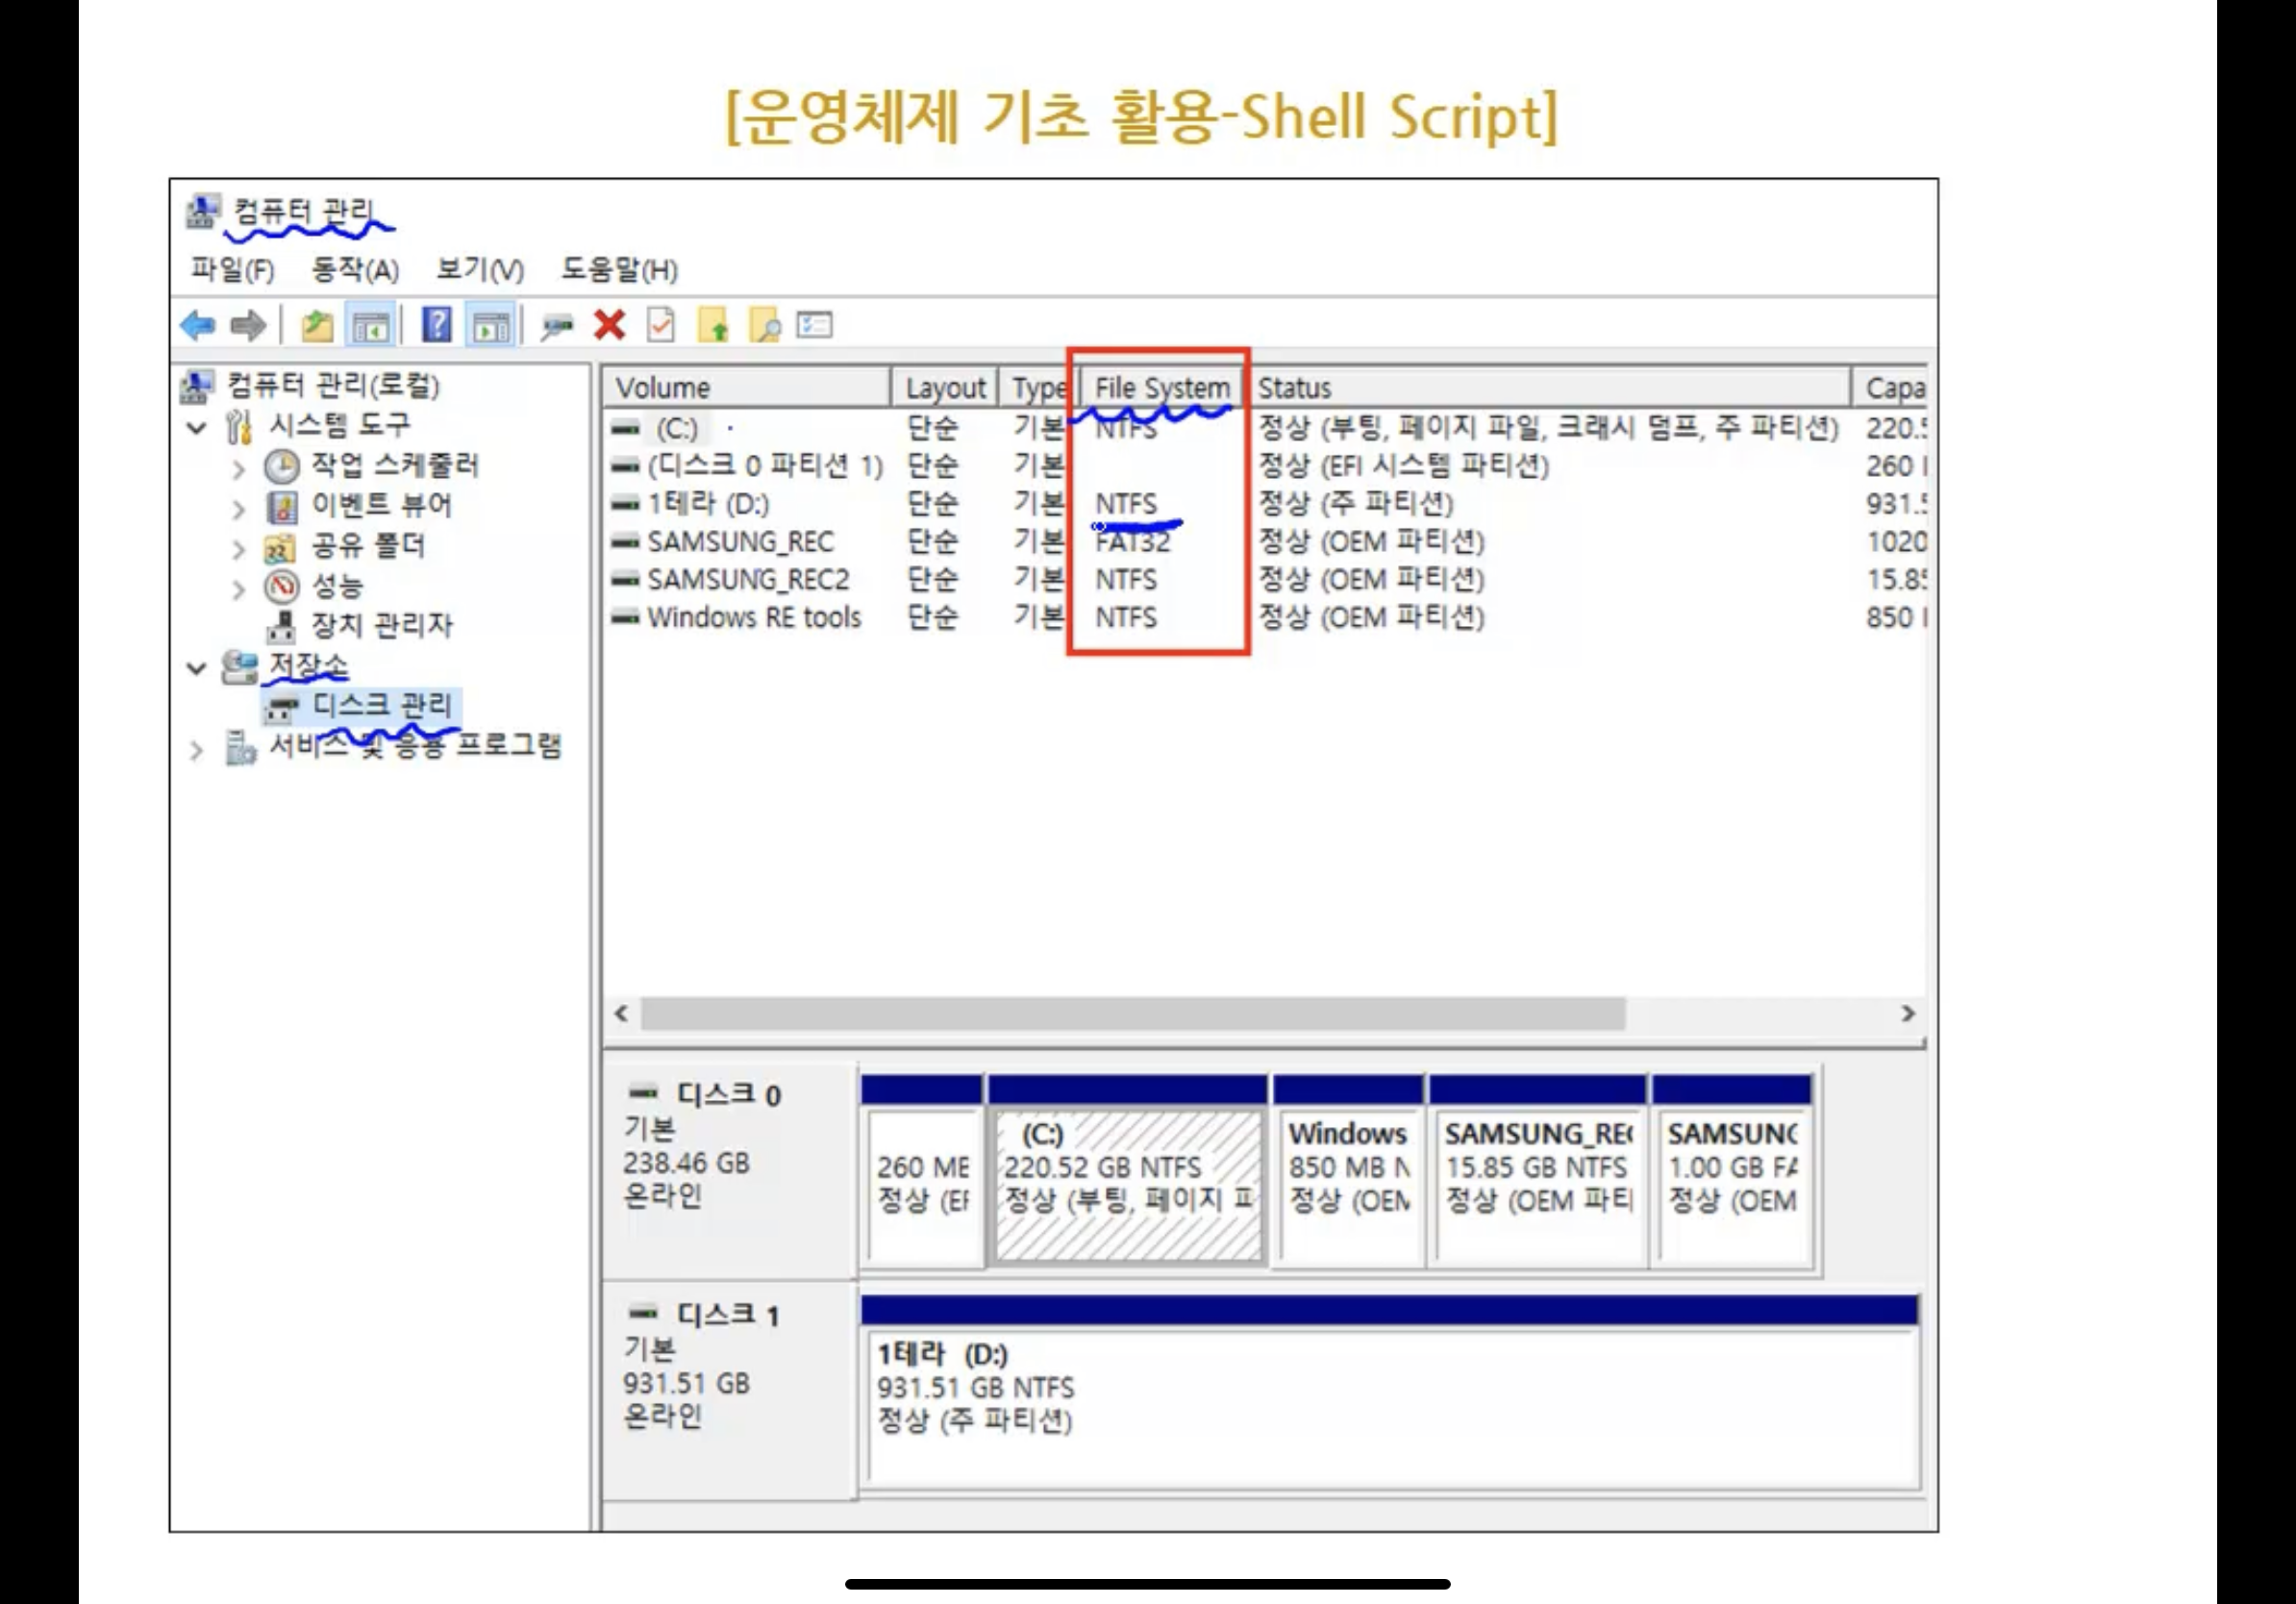 [운영체제 기초 활용-Shell Script]
컴퓨터 관리
파일(F) 동작(A) 보기(V) 도움말(H)
컴퓨터 관리(로컬)
시스템 도구
작업 스케줄러
이벤트 뷰어
공유 폴더
성능
장치 관리자
저장소
디스크 관리
서비스 및 응용 프로그램
Volume Layout Type File System Status Capa
(C:) 단순 기본 NTFS 정상 (부팅, 페이지 파일, 크래시 덤프, 주 파티션) 220.5
(디스크 0 파티션 1) 단순 기본 정상 (EFI 시스템 파티션) 260
1테라 (D:) 단순 기본 NTFS 정상 (주 파티션) 931.5
SAMSUNG_REC 단순 기본 FAT32 정상 (OEM 파티션) 1020
SAMSUNG_REC2 단순 기본 NTFS 정상 (OEM 파티션) 15.85
Windows RE tools 단순 기본 NTFS 정상 (OEM 파티션) 850
디스크 0
기본
238.46 GB
온라인
260 MB
정상 (EF
(C:)
220.52 GB NTFS
정상 (부팅, 페이지 파
Windows
850 MB N
정상 (OEM
SAMSUNG_REC
15.85 GB NTFS
정상 (OEM 파티
SAMSUNG
1.00 GB FA
정상 (OEM
디스크 1
기본
931.51 GB
온라인
1테라 (D:)
931.51 GB NTFS
정상 (주 파티션)